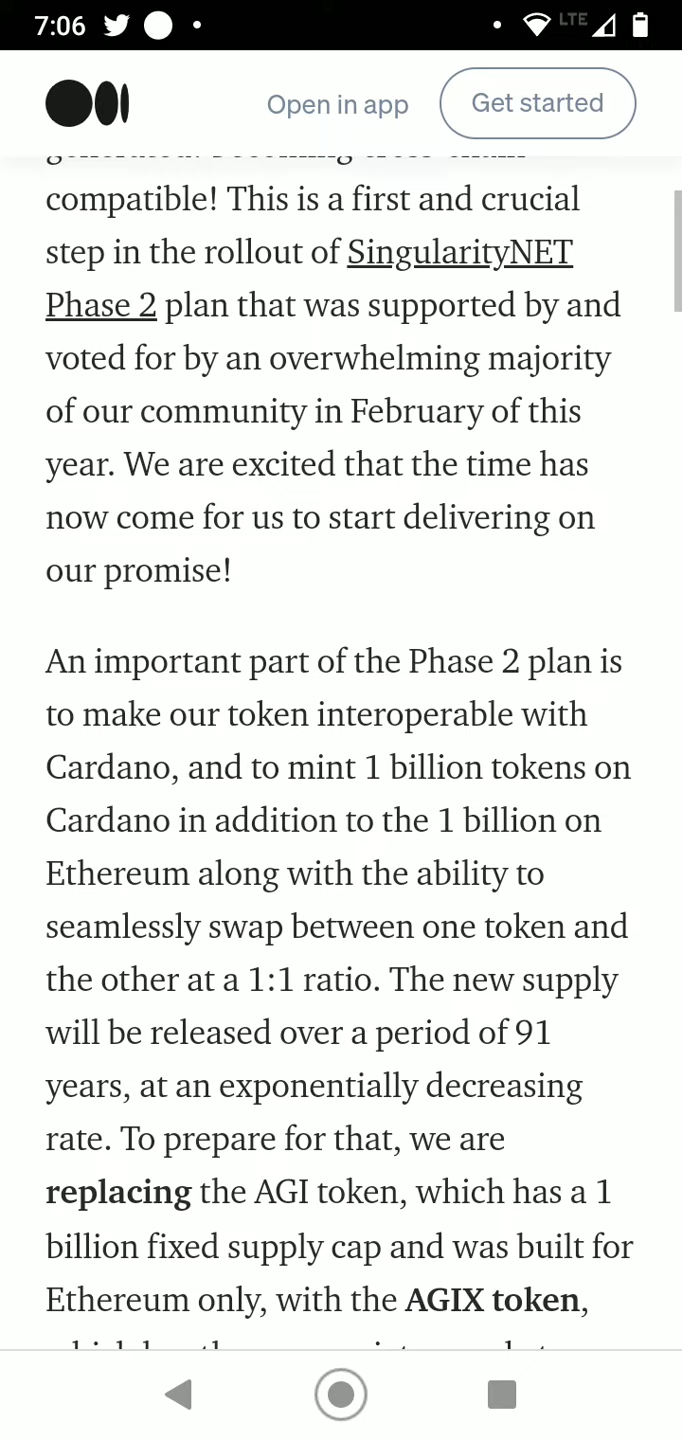 7:06
LTE
Open in app
Get started
compatible! This is a first and crucial
step in the rollout of SingularityNET
Phase 2 plan that was supported by and
voted for by an overwhelming majority
of our community in February of this
year. We are excited that the time has
now come for us to start delivering on
our promise!
An important part of the Phase 2 plan is
to make our token interoperable with
Cardano, and to mint 1 billion tokens on
Cardano in addition to the 1 billion on
Ethereum along with the ability to
seamlessly swap between one token and
the other at a 1:1 ratio. The new supply
will be released over a period of 91
years, at an exponentially decreasing
rate. To prepare for that, we are
replacing the AGI token, which has a 1
billion fixed supply cap and was built for
Ethereum only, with the AGIX token,